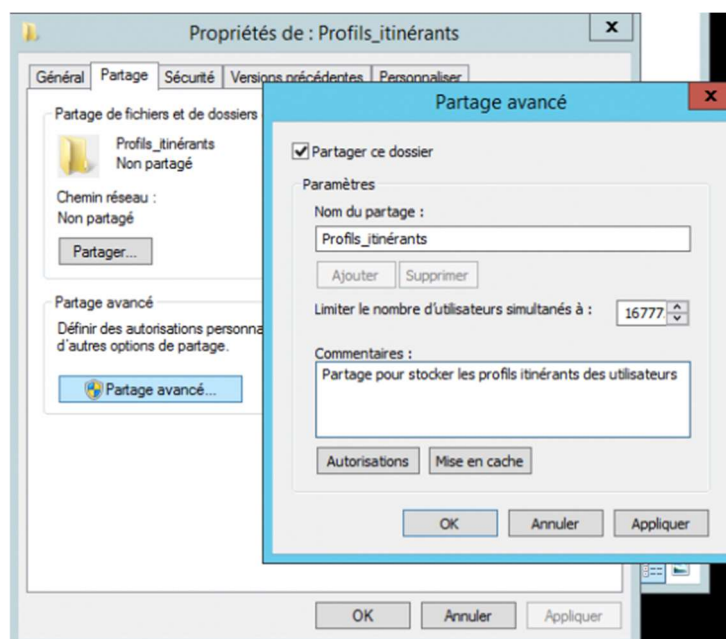 Propriétés de : Profils_itinérants
x
Général Partage Sécurité Versions précédentes Personnaliser
Partage de fichiers et de dossiers
Profils_itinérants
Non partagé
Chemin réseau :
Non partagé
Partager...
Partage avancé
Définir des autorisations personna
d'autres options de partage.
Partage avancé...
OK Annuler Appliquer
Partage avancé
x
Partager ce dossier
Paramètres
Nom du partage :
Profils_itinérants
Ajouter Supprimer
Limiter le nombre d'utilisateurs simultanés à : 16777
Commentaires :
Partage pour stocker les profils itinérants des utilisateurs
Autorisations Mise en cache
OK Annuler Appliquer